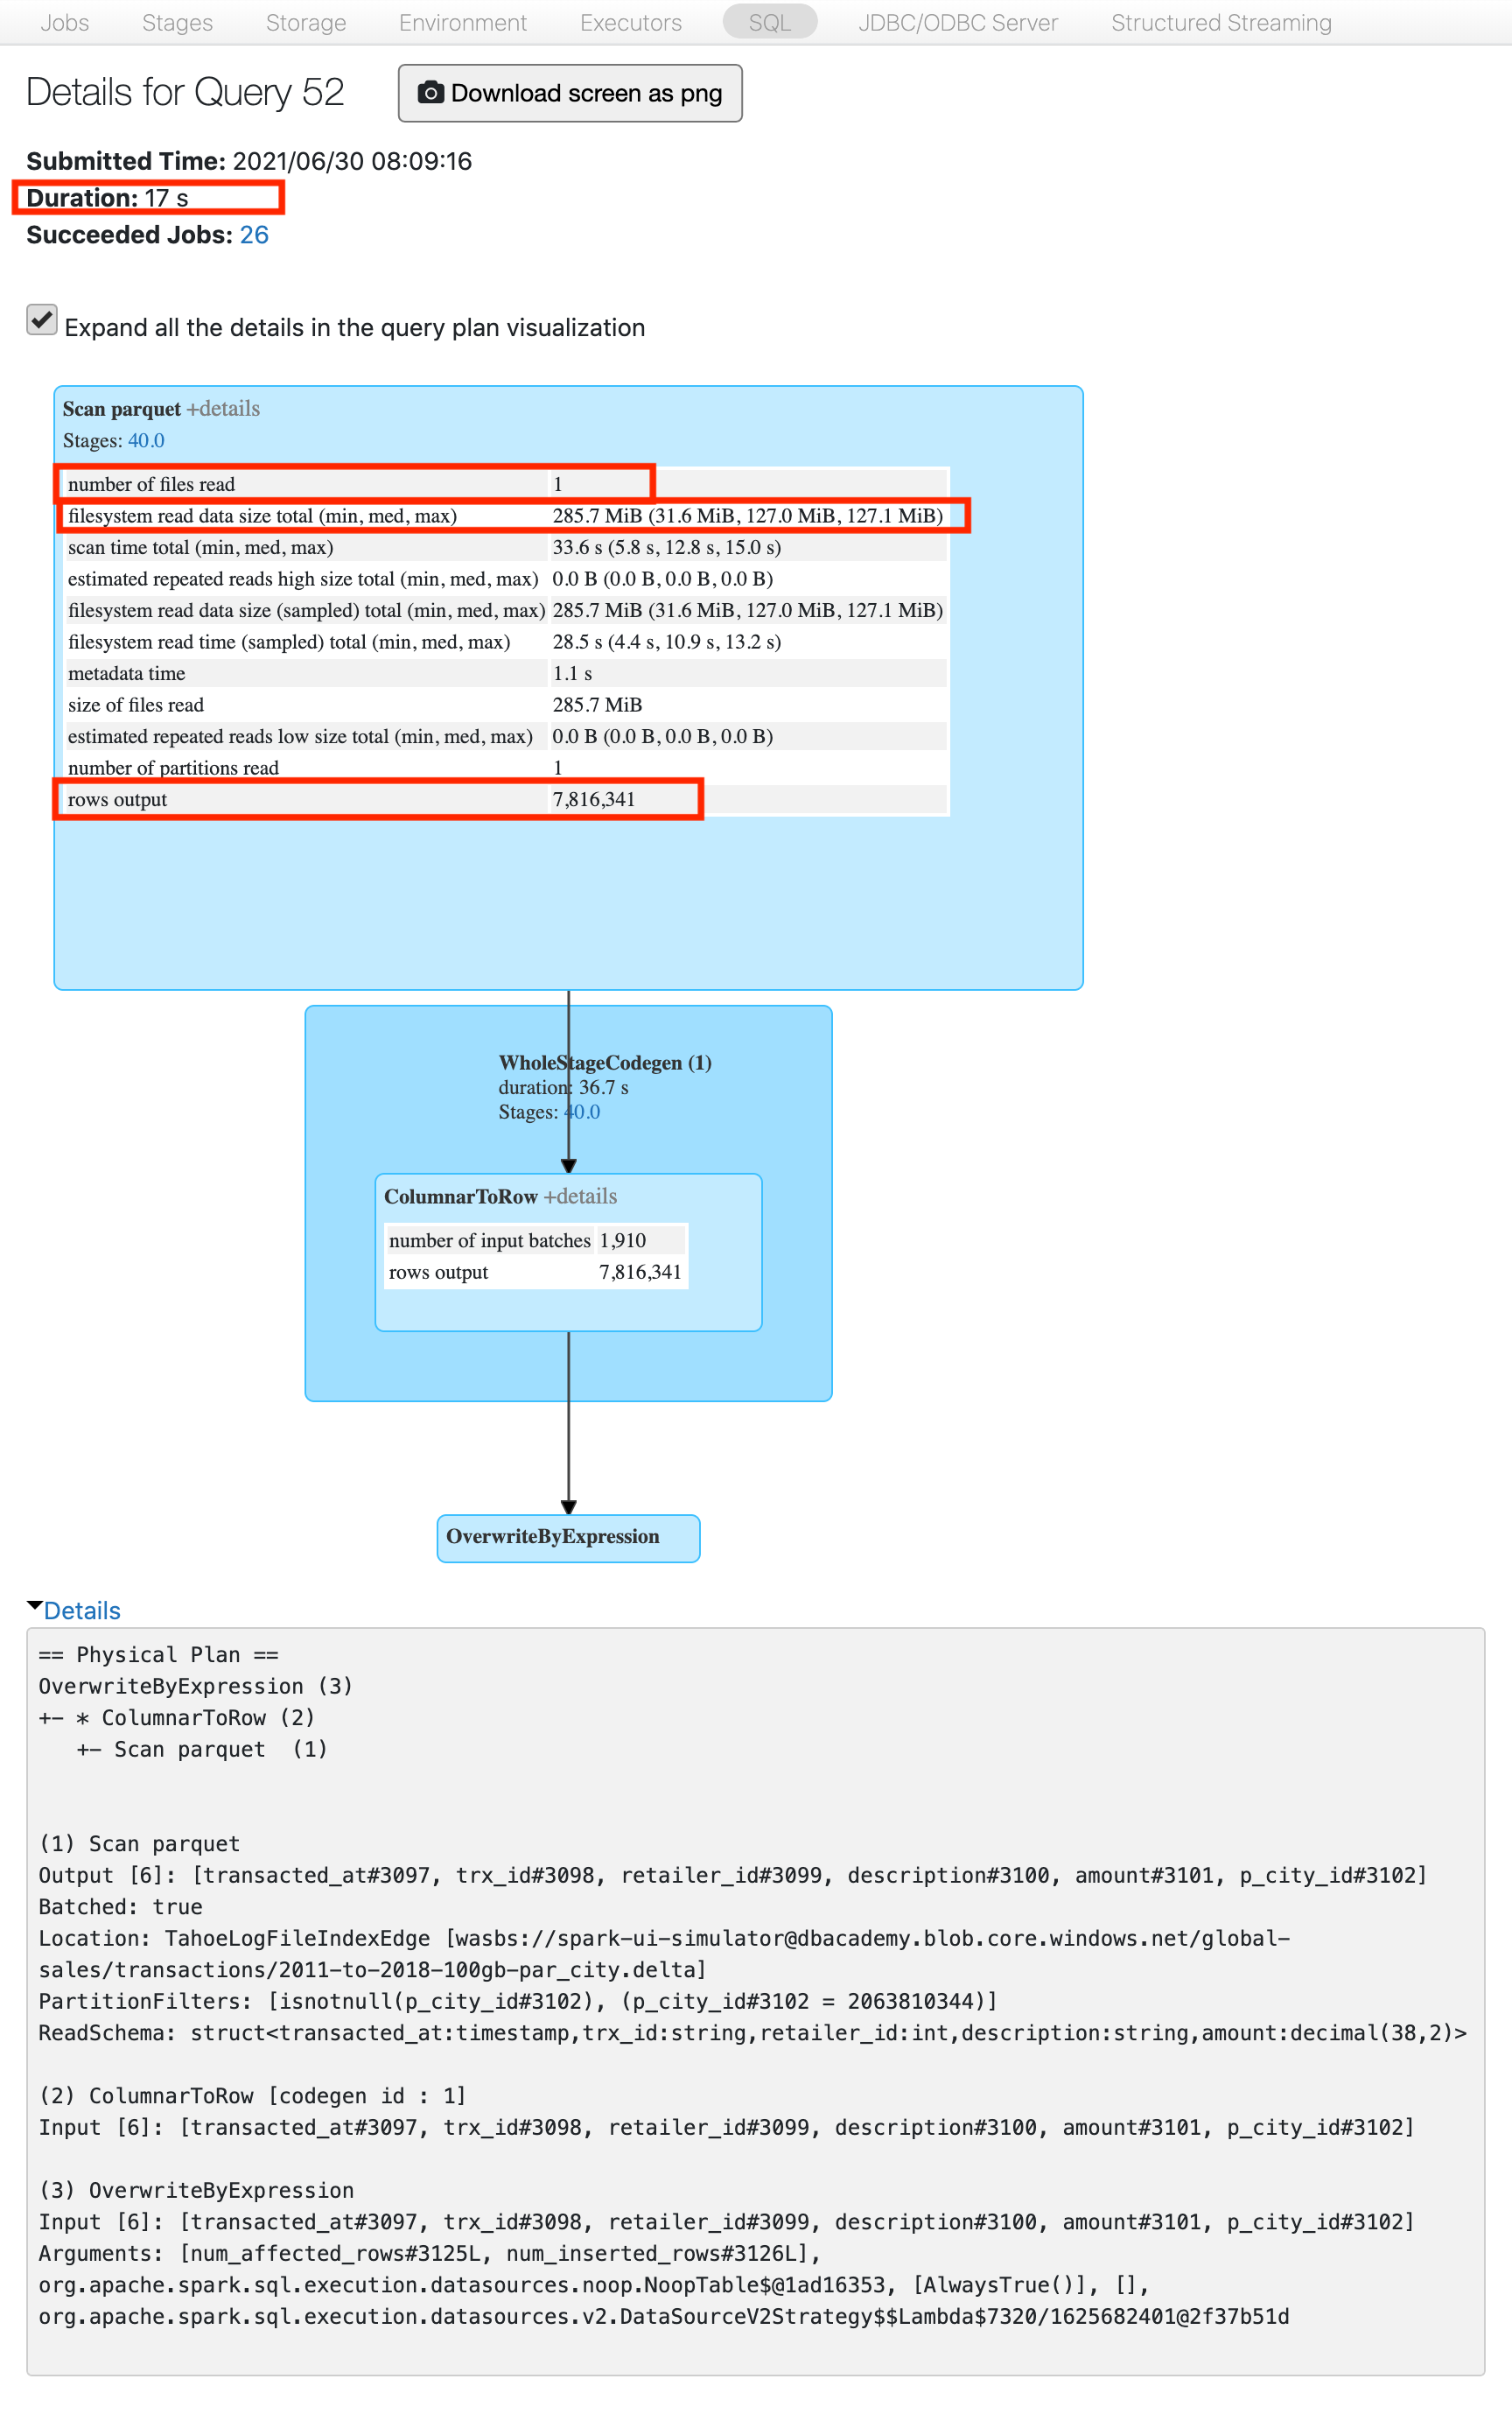 Jobs Stages Storage Environment Executors SQL JDBC/ODBC Server Structured Streaming
Details for Query 52 Download screen as png
Submitted Time: 2021/06/30 08:09:16
Duration: 17 s
Succeeded Jobs: 26
Expand all the details in the query plan visualization
Scan parquet +details
Stages: 40.0
number of files read 1
filesystem read data size total (min, med, max) 285.7 MiB (31.6 MiB, 127.0 MiB, 127.1 MiB)
scan time total (min, med, max) 33.6 s (5.8 s, 12.8 s, 15.0 s)
estimated repeated reads high size total (min, med, max) 0.0 B (0.0 B, 0.0 B, 0.0 B)
filesystem read data size (sampled) total (min, med, max) 285.7 MiB (31.6 MiB, 127.0 MiB, 127.1 MiB)
filesystem read time (sampled) total (min, med, max) 28.5 s (4.4 s, 10.9 s, 13.2 s)
metadata time 1.1 s
size of files read 285.7 MiB
estimated repeated reads low size total (min, med, max) 0.0 B (0.0 B, 0.0 B, 0.0 B)
number of partitions read 1
rows output 7,816,341
WholeStageCodegen (1)
duration: 36.7 s
Stages: 40.0
ColumnarToRow +details
number of input batches 1,910
rows output 7,816,341
OverwriteByExpression
Details
== Physical Plan ==
OverwriteByExpression (3)
+- * ColumnarToRow (2)
   +- Scan parquet  (1)
(1) Scan parquet
Output [6]: [transacted_at#3097, trx_id#3098, retailer_id#3099, description#3100, amount#3101, p_city_id#3102]
Batched: true
Location: TahoeLogFileIndexEdge [wasbs://spark-ui-simulator@dbacademy.blob.core.windows.net/global-
sales/transactions/2011-to-2018-100gb-par_city.delta]
PartitionFilters: [isnotnull(p_city_id#3102), (p_city_id#3102 = 2063810344)]
ReadSchema: struct<transacted_at:timestamp,trx_id:string,retailer_id:int,description:string,amount:decimal(38,2)>
(2) ColumnarToRow [codegen id : 1]
Input [6]: [transacted_at#3097, trx_id#3098, retailer_id#3099, description#3100, amount#3101, p_city_id#3102]
(3) OverwriteByExpression
Input [6]: [transacted_at#3097, trx_id#3098, retailer_id#3099, description#3100, amount#3101, p_city_id#3102]
Arguments: [num_affected_rows#3125L, num_inserted_rows#3126L],
org.apache.spark.sql.execution.datasources.noop.NoopTable$@1ad16353, [AlwaysTrue()], [],
org.apache.spark.sql.execution.datasources.v2.DataSourceV2Strategy$$Lambda$7320/1625682401@2f37b51d